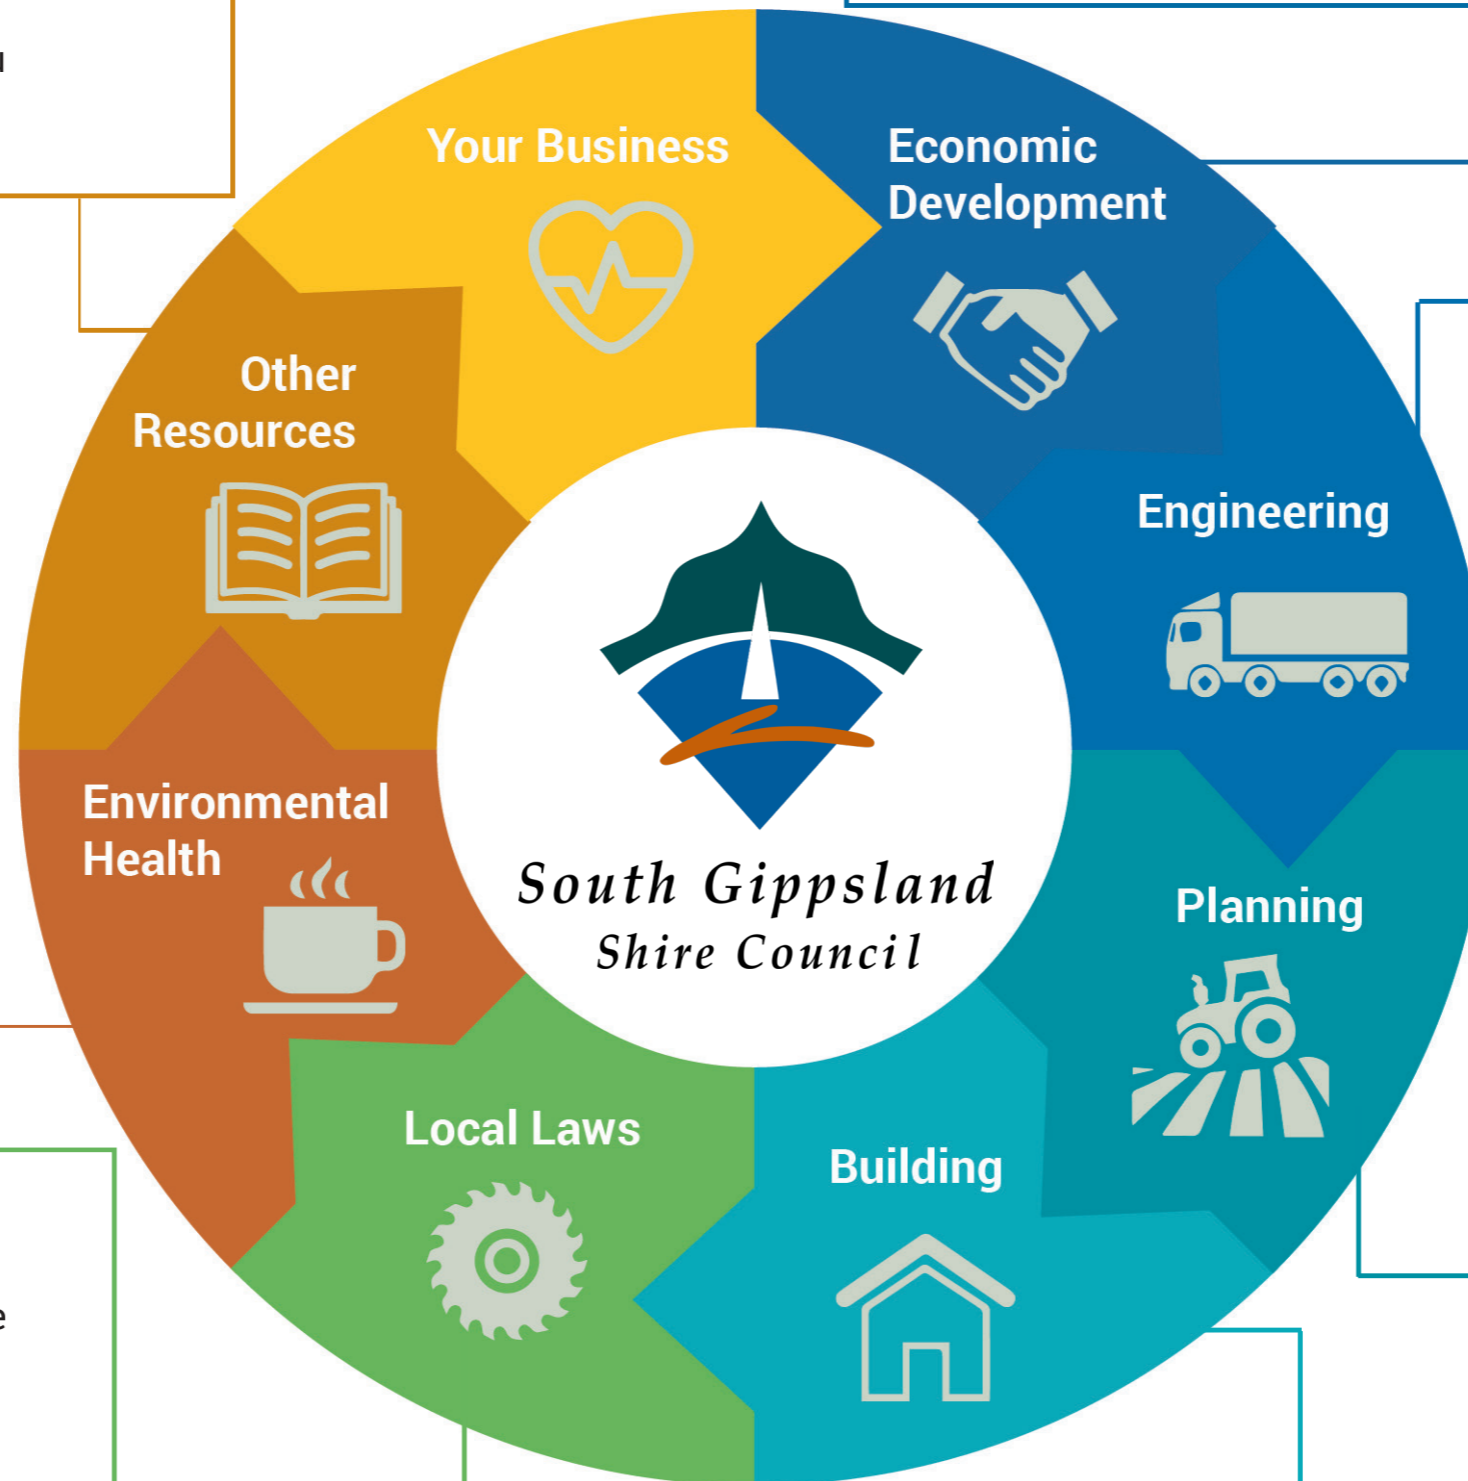 Your Business
Economic
Development
Other
Resources
Engineering
Environmental
Health
South Gippsland
Shire Council
Planning
Local Laws
Building
e